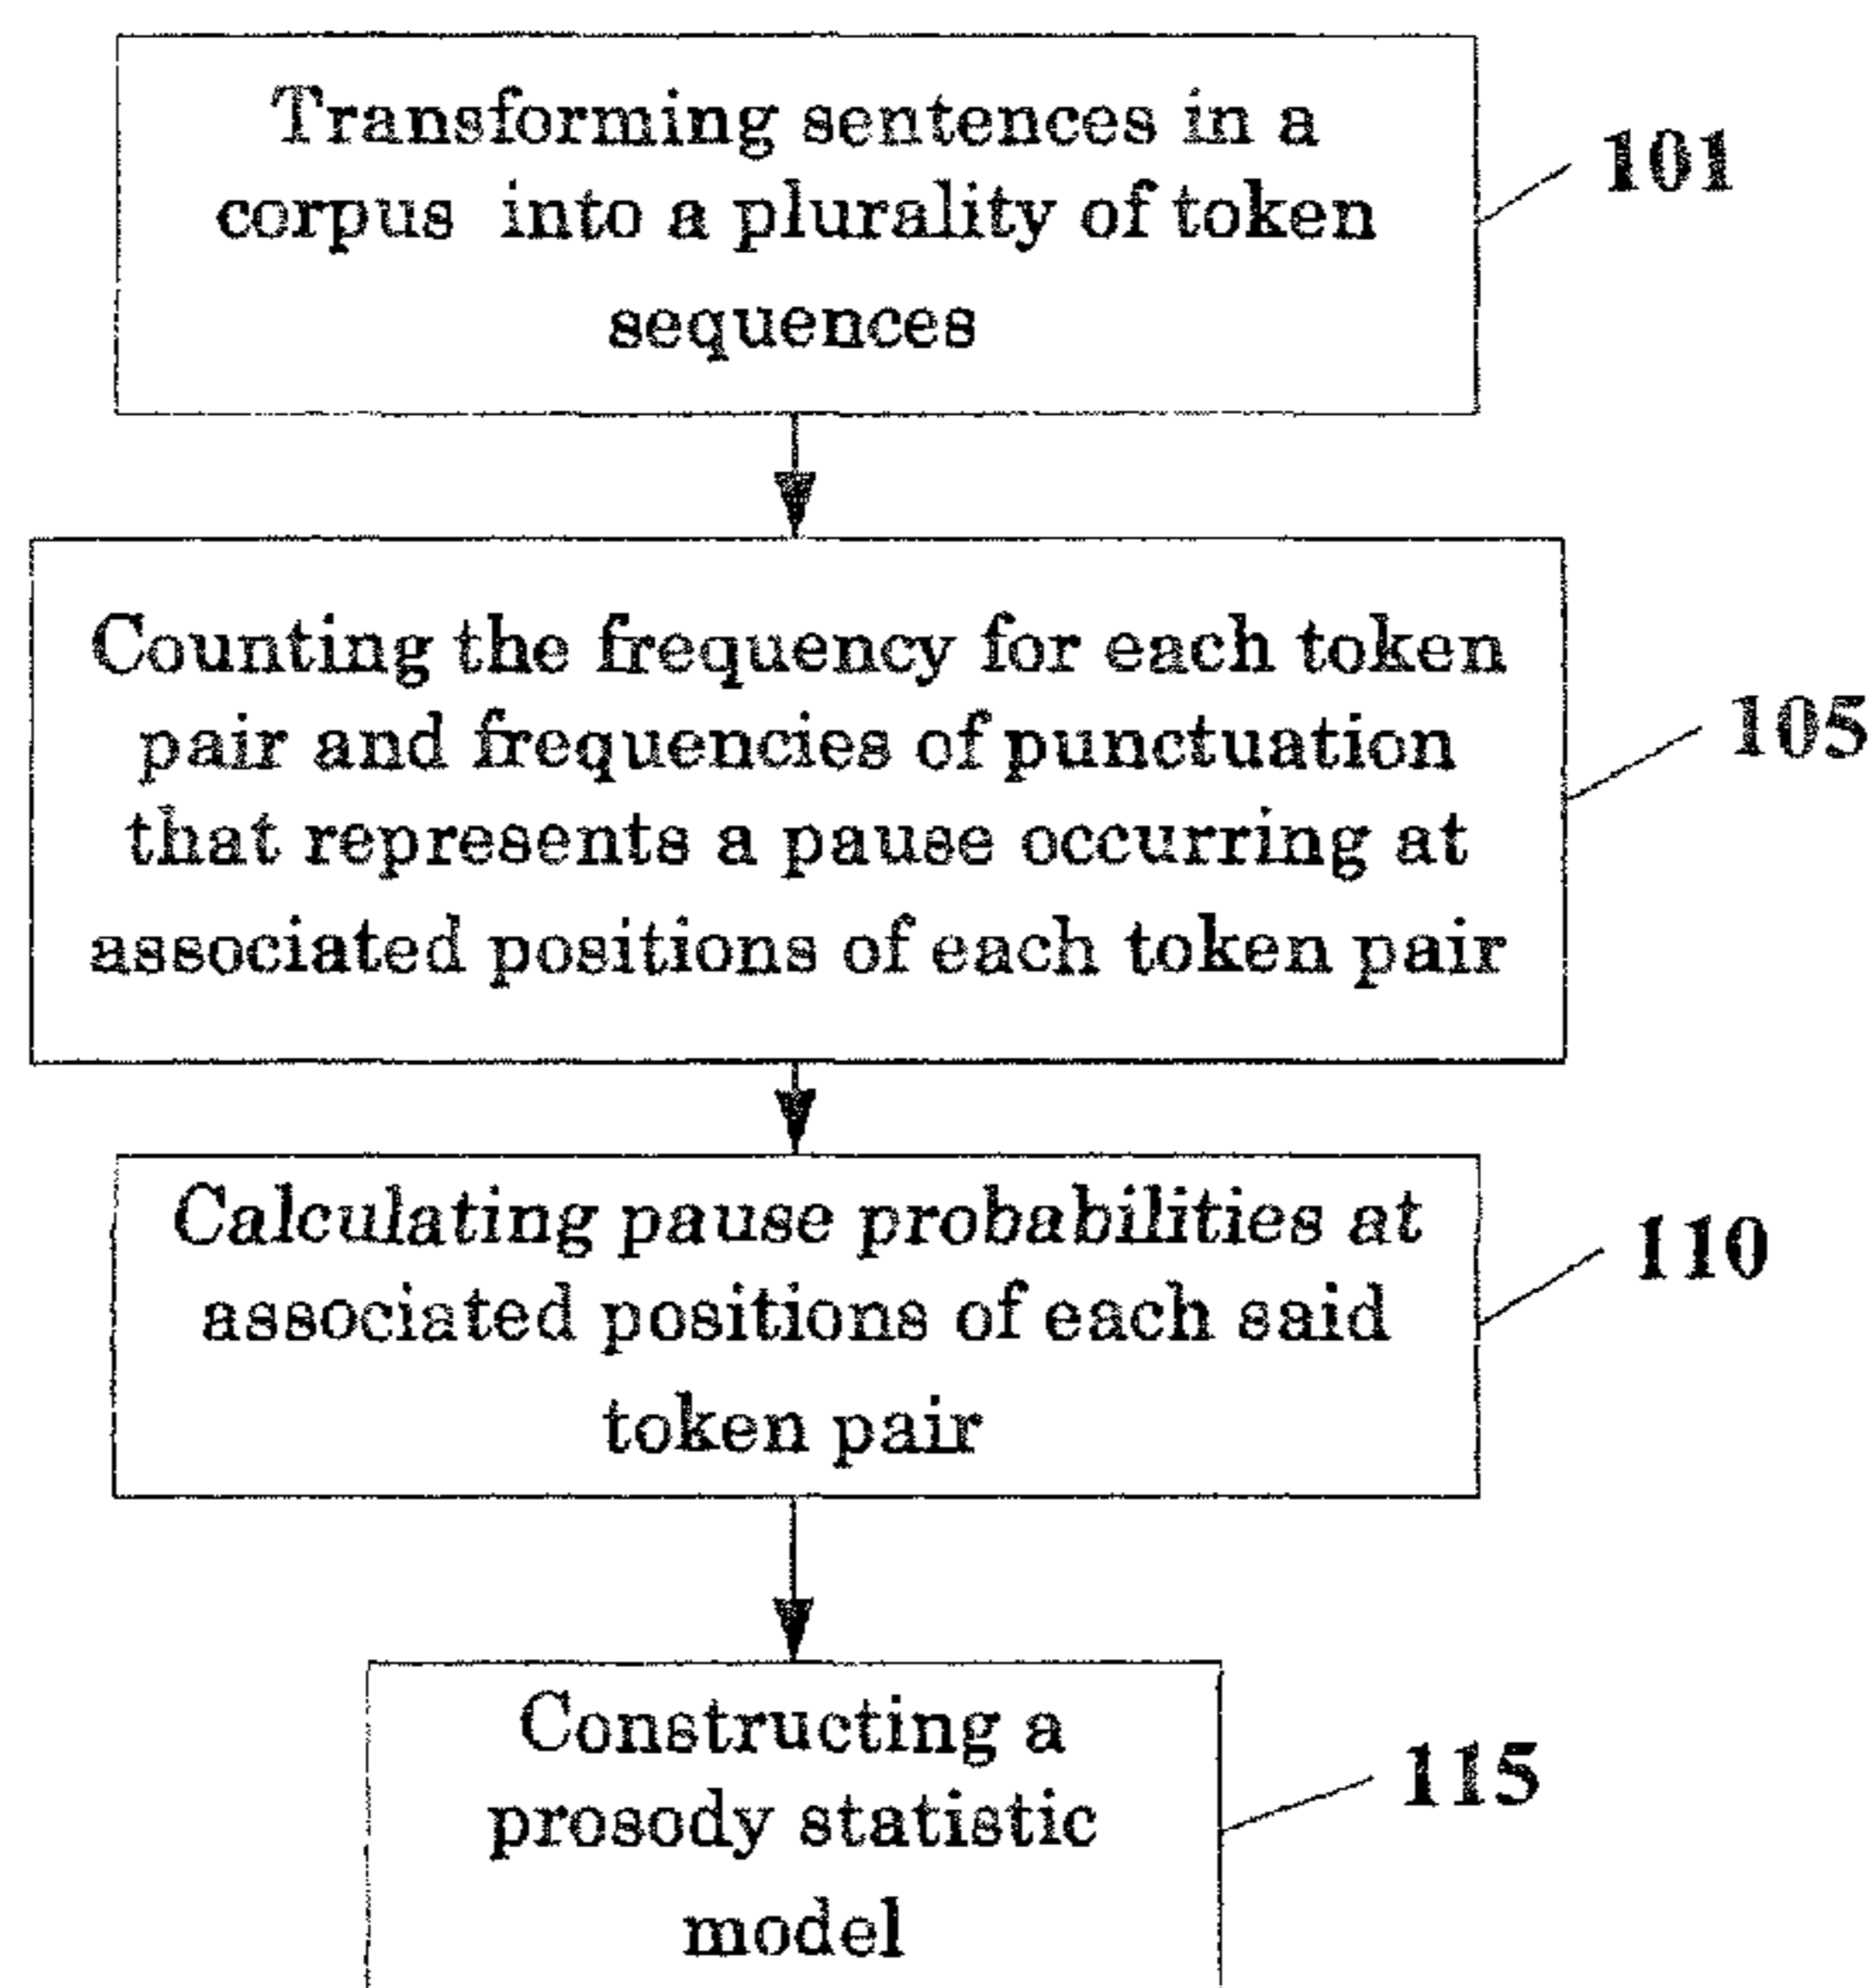 Transforming sentences in a
corpus into a plurality of token
sequences
101
Counting the frequency for each token
pair and frequencies of punctuation
that represents a pause occurring at
associated positions of each token pair
105
Calculating pause probabilities at
associated positions of each said
token pair
110
Constructing a
prosody statistic
model
115